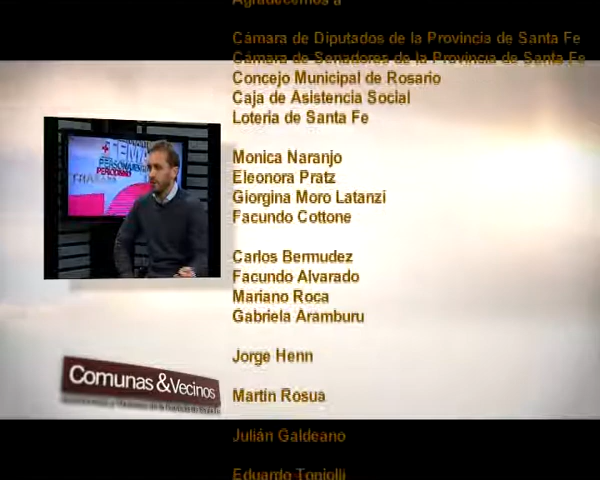 Agradecemos a
Cámara de Diputados de la Provincia de Santa Fe
Cámara de Senadores de la Provincia de Santa Fe
Concejo Municipal de Rosario
Caja de Asistencia Social
Loteria de Santa Fe
Monica Naranjo
Eleonora Pratz
Giorgina Moro Latanzi
Facundo Cottone
Carlos Bermudez
Facundo Alvarado
Mariano Roca
Gabriela Aramburu
Jorge Henn
Martín Rosua
Julián Galdeano
Eduardo Toniolli
PERIODISMO
Comunas &Vecinos